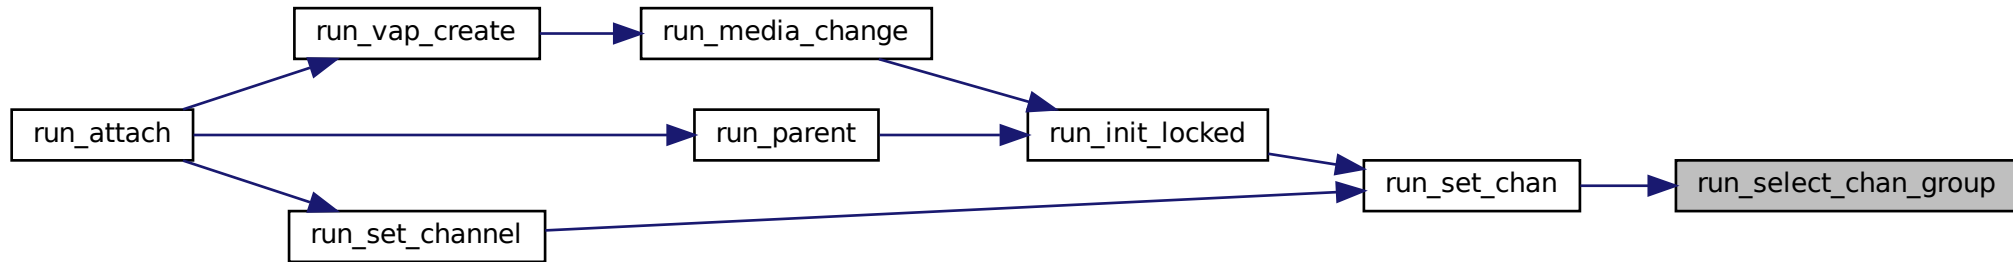 run_vap_create
run_media_change
run_attach
run_parent
run_init_locked
run_set_chan
run_select_chan_group
run_set_channel